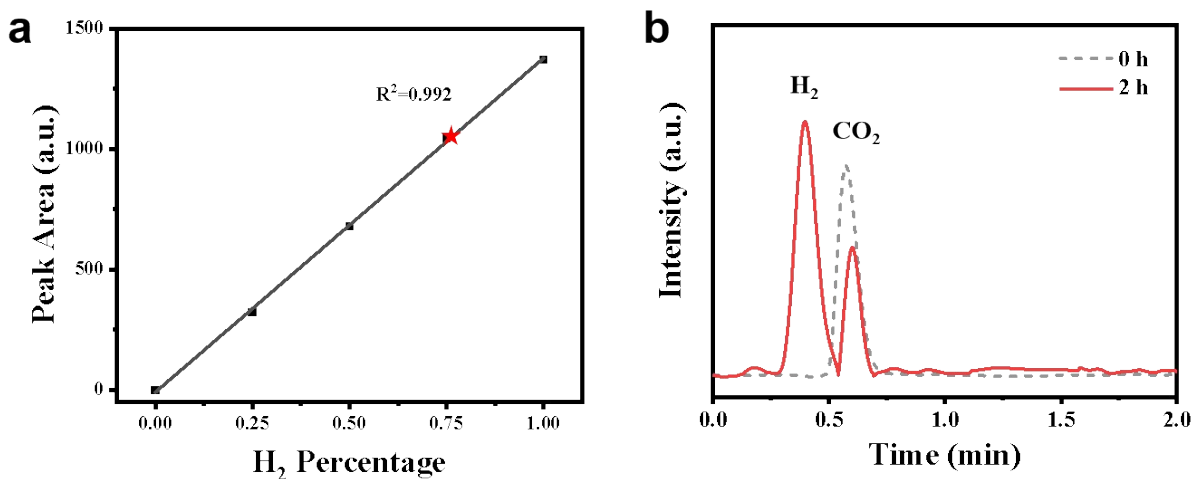 a
1500
1000
500
0
Peak Area (a.u.)
R²=0.992
0.00 0.25 0.50 0.75 1.00
H₂ Percentage
b
Intensity (a.u.)
0 h
2 h
H₂
CO₂
0.0 0.5 1.0 1.5 2.0
Time (min)